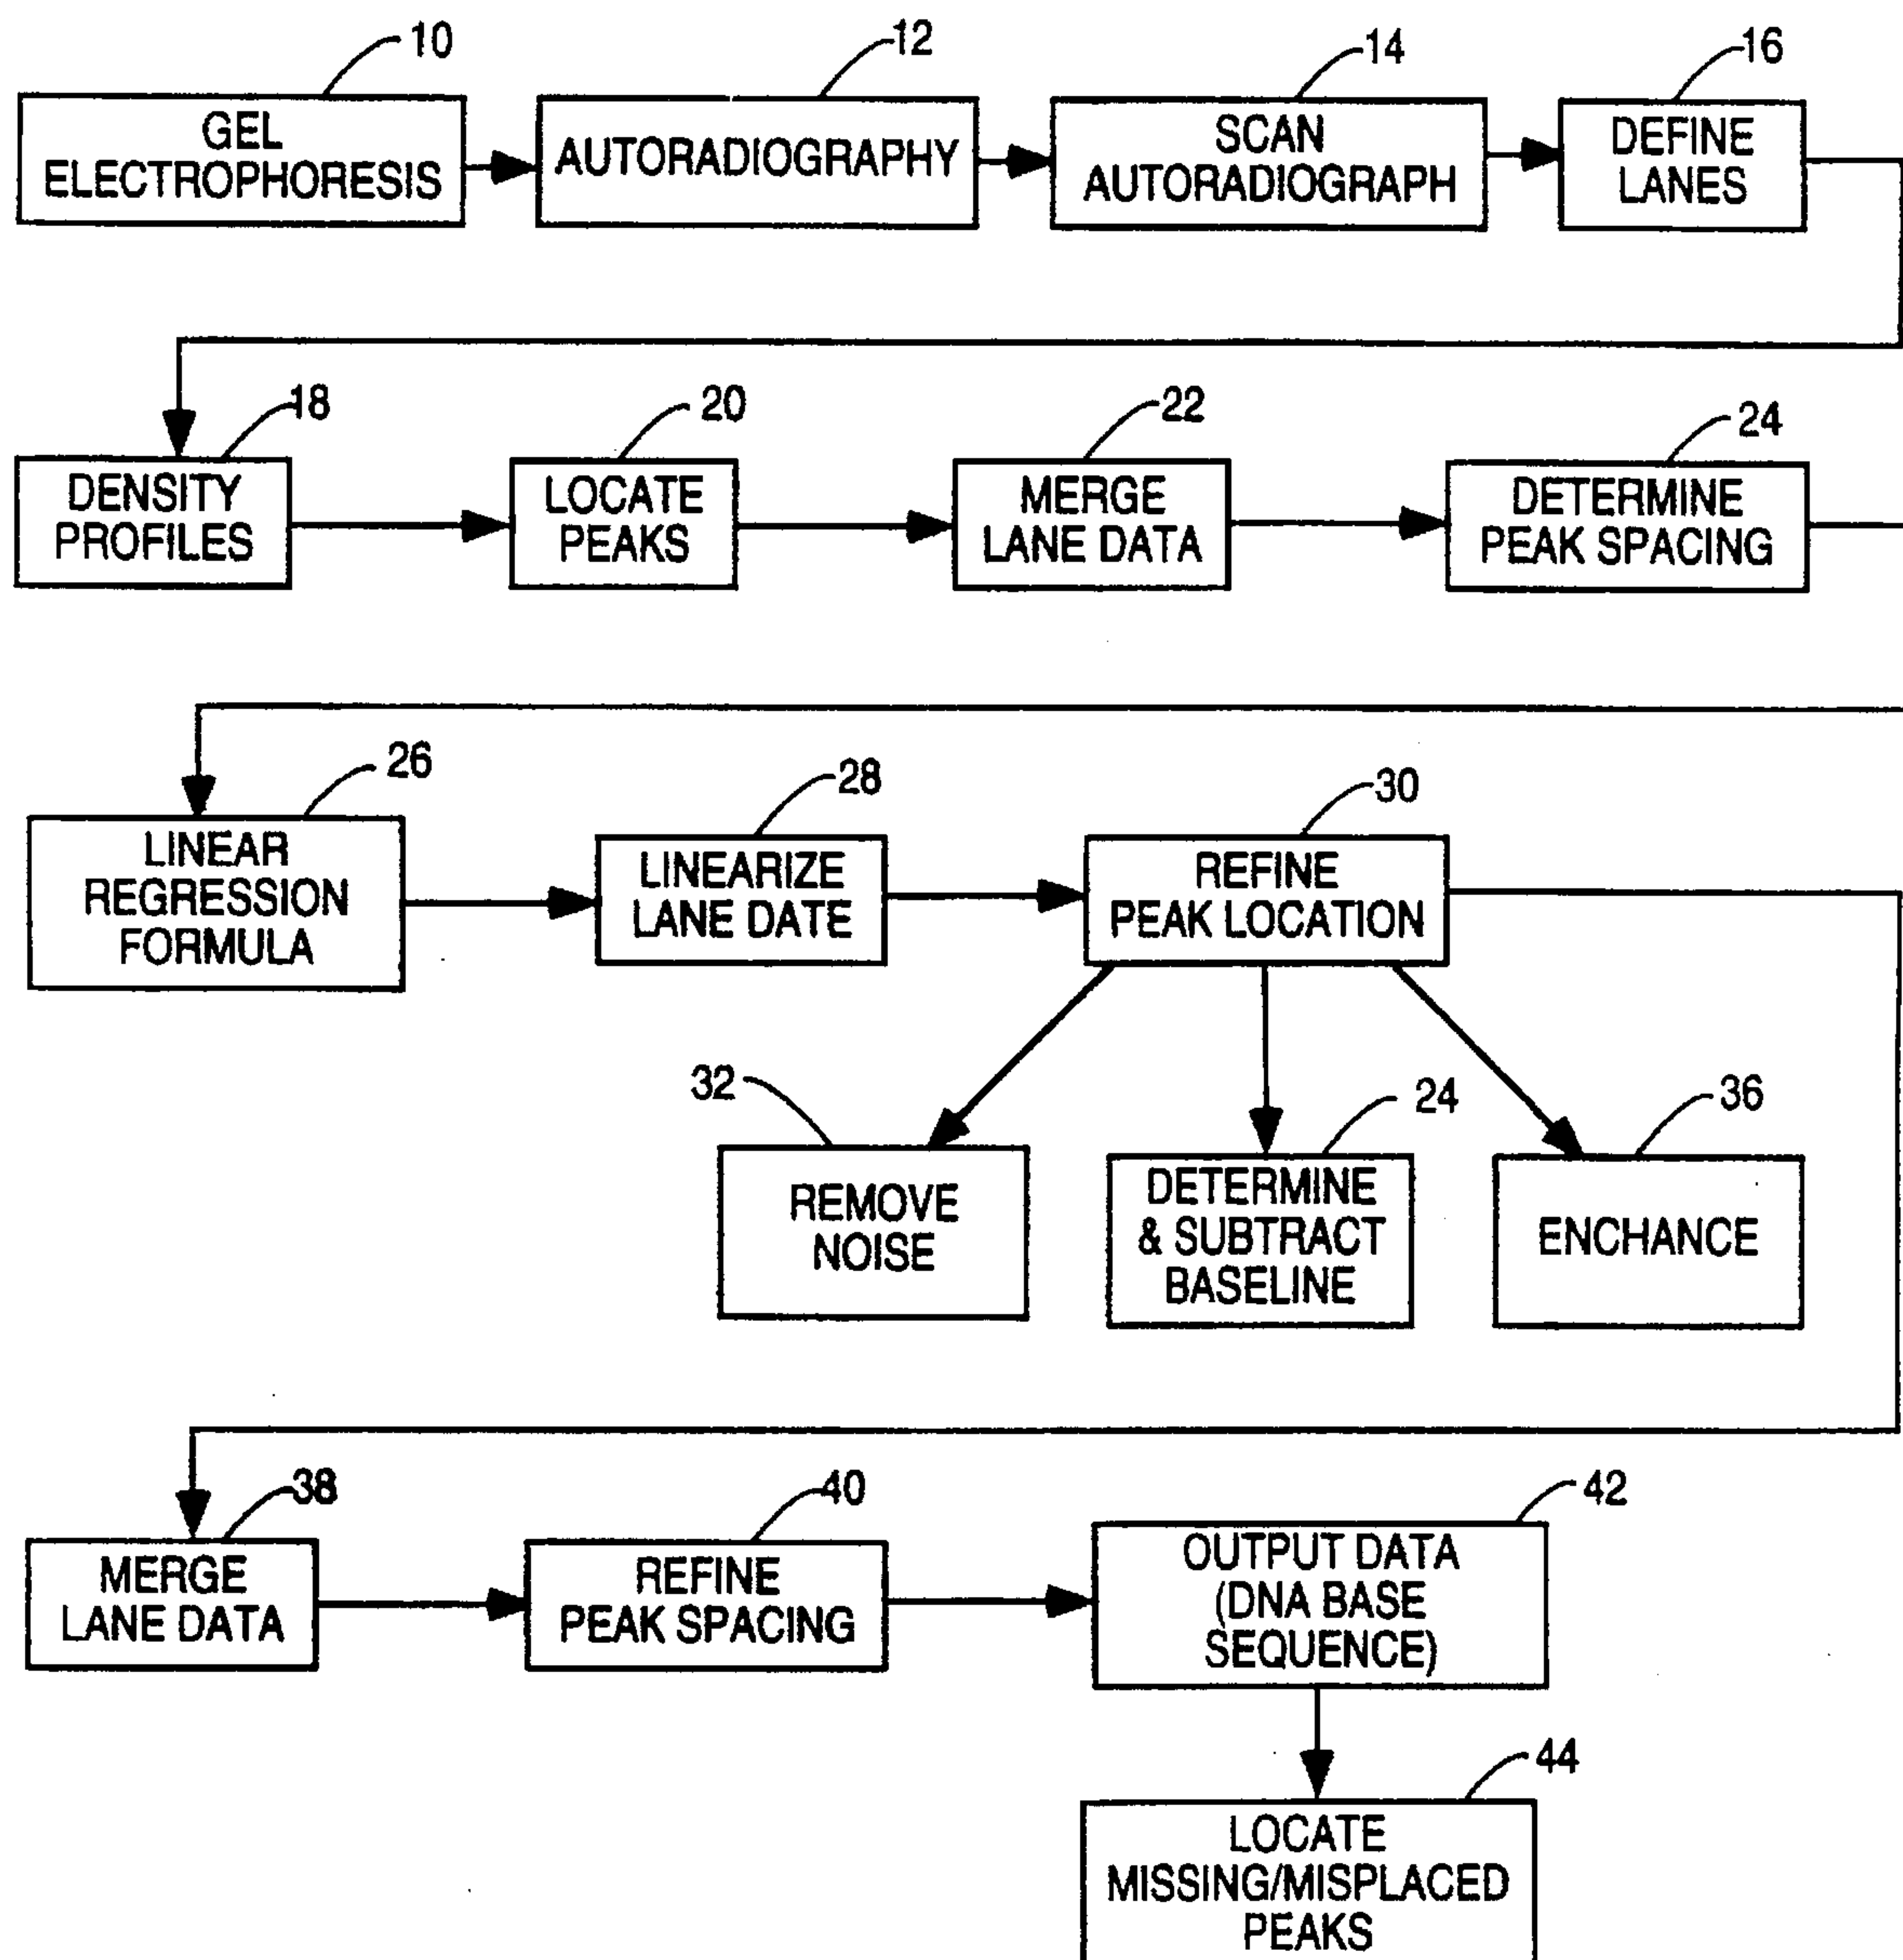 10
12
14
16
GEL
ELECTROPHORESIS
AUTORADIOGRAPHY
SCAN
AUTORADIOGRAPH
DEFINE
LANES
18
20
22
24
DENSITY
PROFILES
LOCATE
PEAKS
MERGE
LANE DATA
DETERMINE
PEAK SPACING
26
28
30
LINEAR
REGRESSION
FORMULA
LINEARIZE
LANE DATE
REFINE
PEAK LOCATION
32
24
36
REMOVE
NOISE
DETERMINE
& SUBTRACT
BASELINE
ENCHANCE
38
40
42
MERGE
LANE DATA
REFINE
PEAK SPACING
OUTPUT DATA
(DNA BASE
SEQUENCE)
44
LOCATE
MISSING/MISPLACED
PEAKS